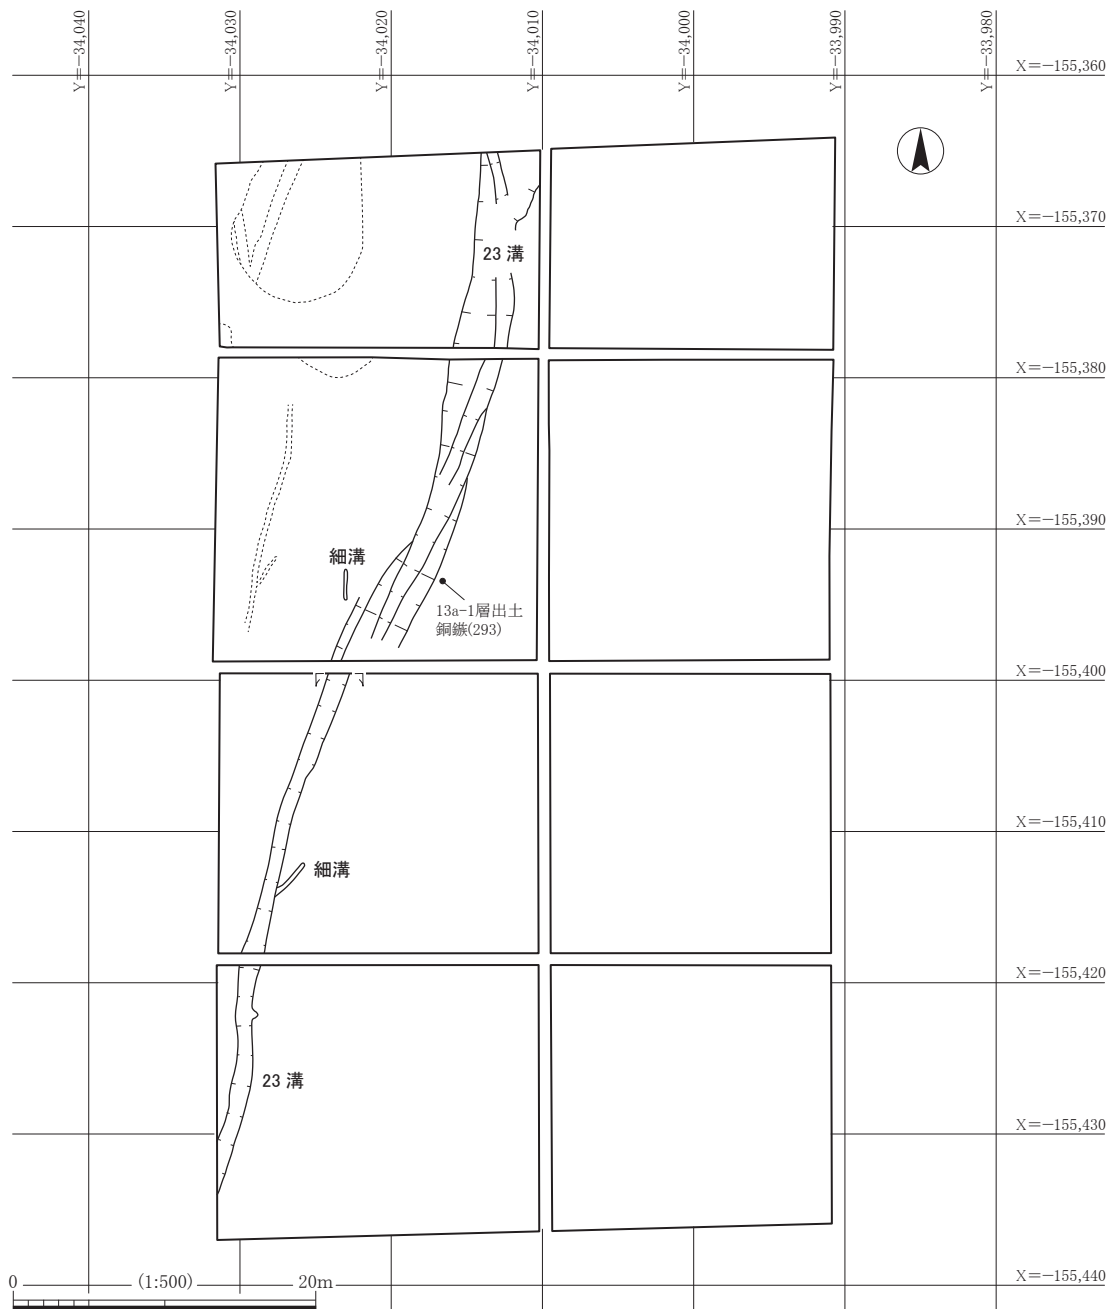 Y=−34,040
Y=−34,030
Y=−34,020
Y=−34,010
Y=−34,000
Y=−33,990
Y=−33,980
X=−155,360
X=−155,370
23 溝
X=−155,380
X=−155,390
細溝
13a-1層出土
銅鏃(293)
X=−155,400
X=−155,410
細溝
X=−155,420
23 溝
X=−155,430
X=−155,440
0 (1:500) 20m